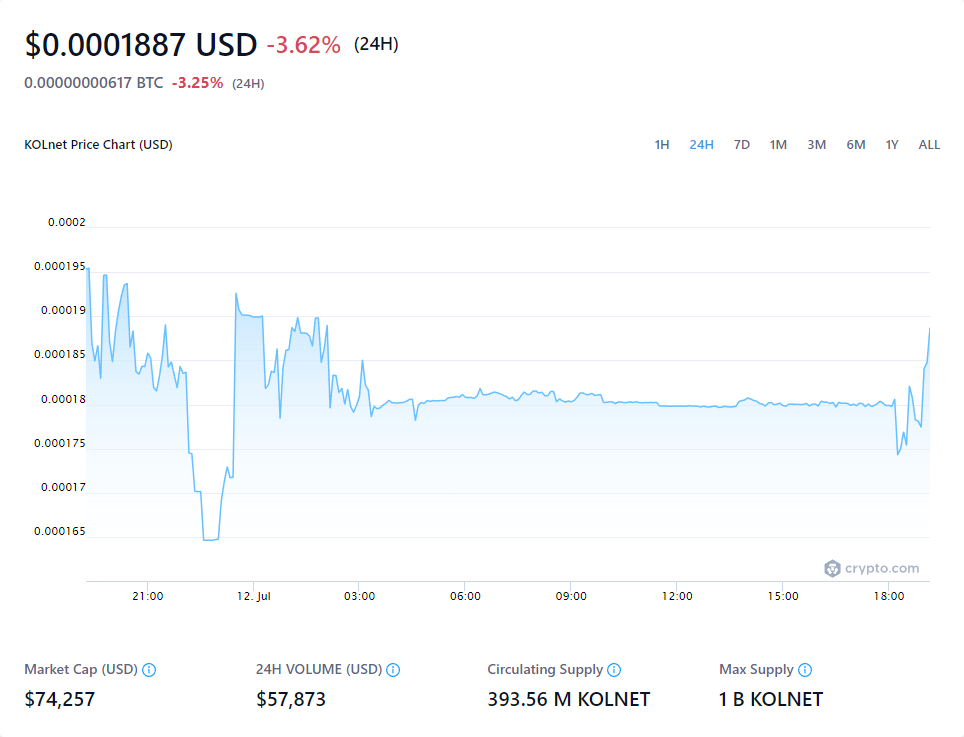 $0.0001887 USD -3.62% (24H)
0.00000000617 BTC -3.25% (24H)
KOLnet Price Chart (USD) 1H 24H 7D 1M 3M 6M 1Y ALL
0.0002
0.000195
0.00019
0.000185
0.00018
0.000175
0.00017
0.000165
crypto.com
21:00 12. Jul 03:00 06:00 09:00 12:00 15:00 18:00
Market Cap (USD) 24H VOLUME (USD) Circulating Supply Max Supply
$74,257 $57,873 393.56 M KOLNET 1 B KOLNET